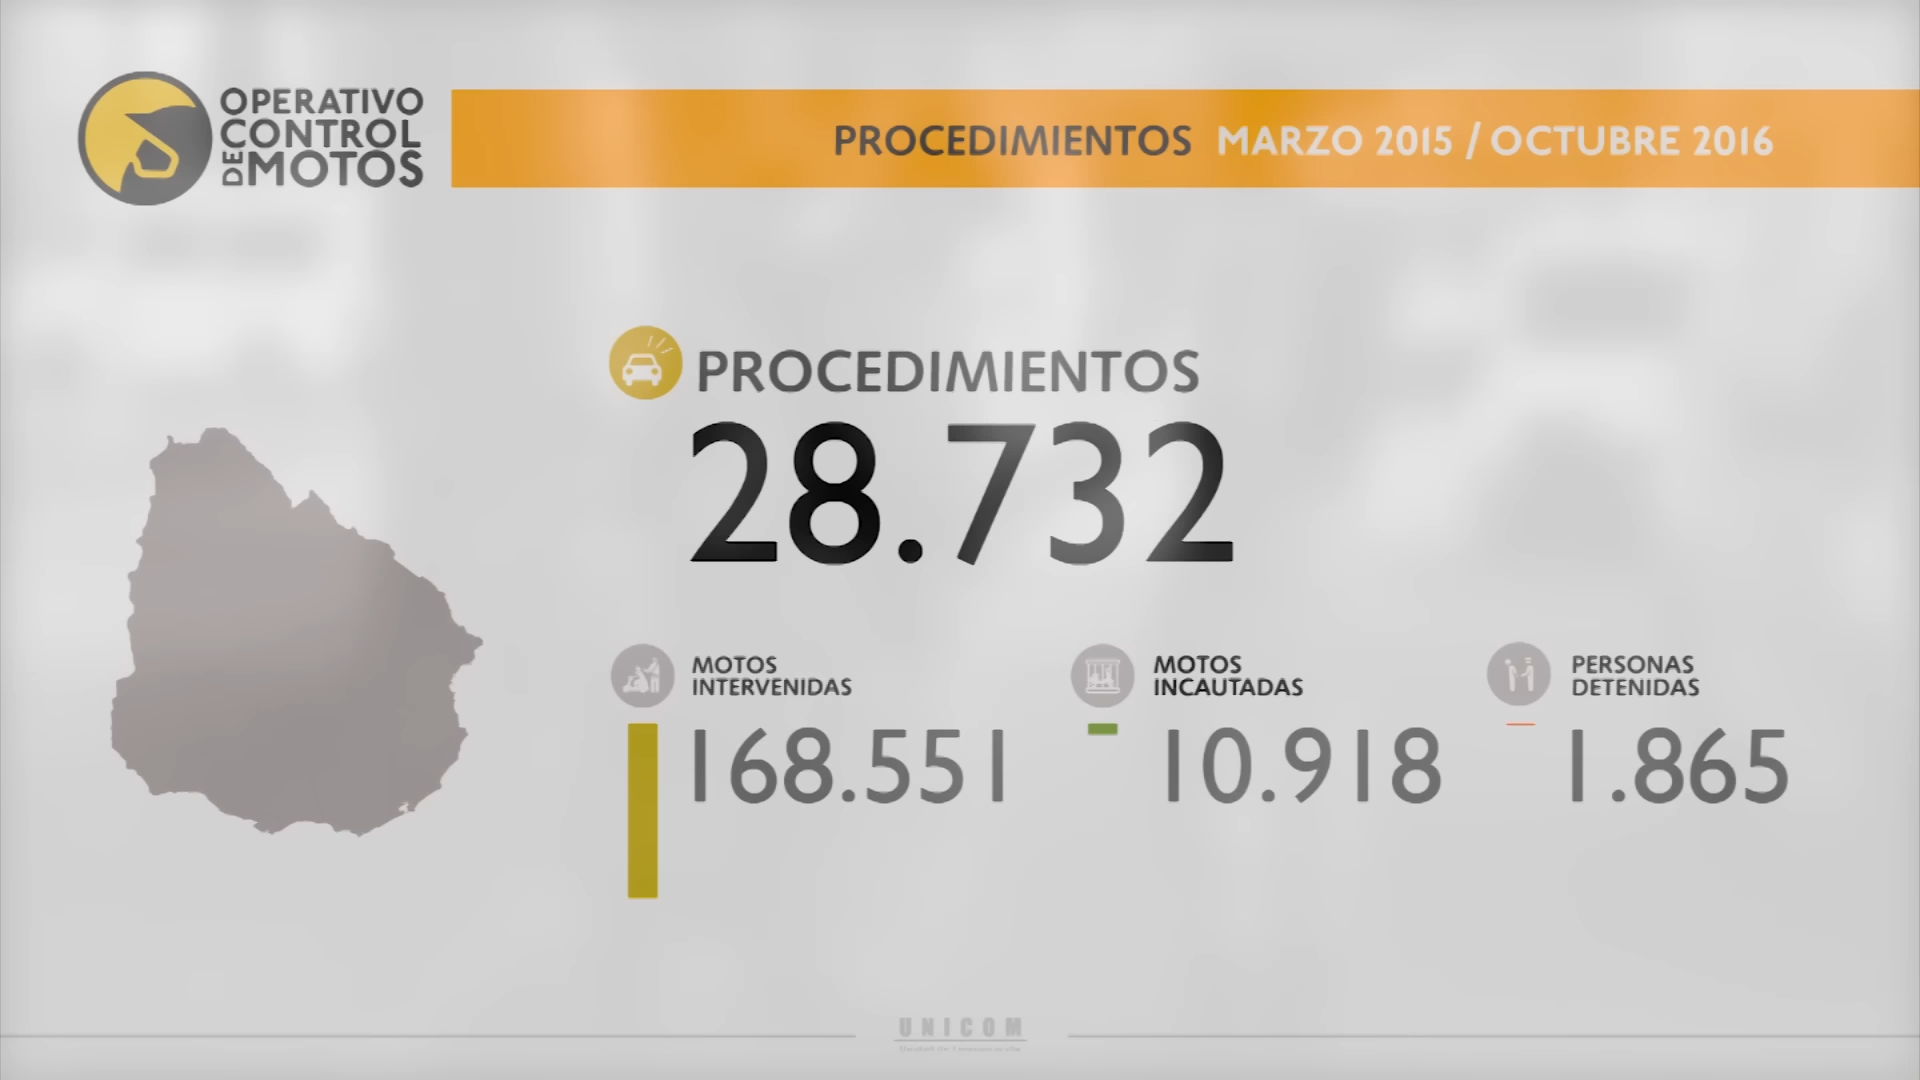 OPERATIVO
CONTROL
DE MOTOS
PROCEDIMIENTOS MARZO 2015 / OCTUBRE 2016
PROCEDIMIENTOS
28.732
MOTOS
INTERVENIDAS
168.551
MOTOS
INCAUTADAS
10.918
PERSONAS
DETENIDAS
1.865
UNICOM